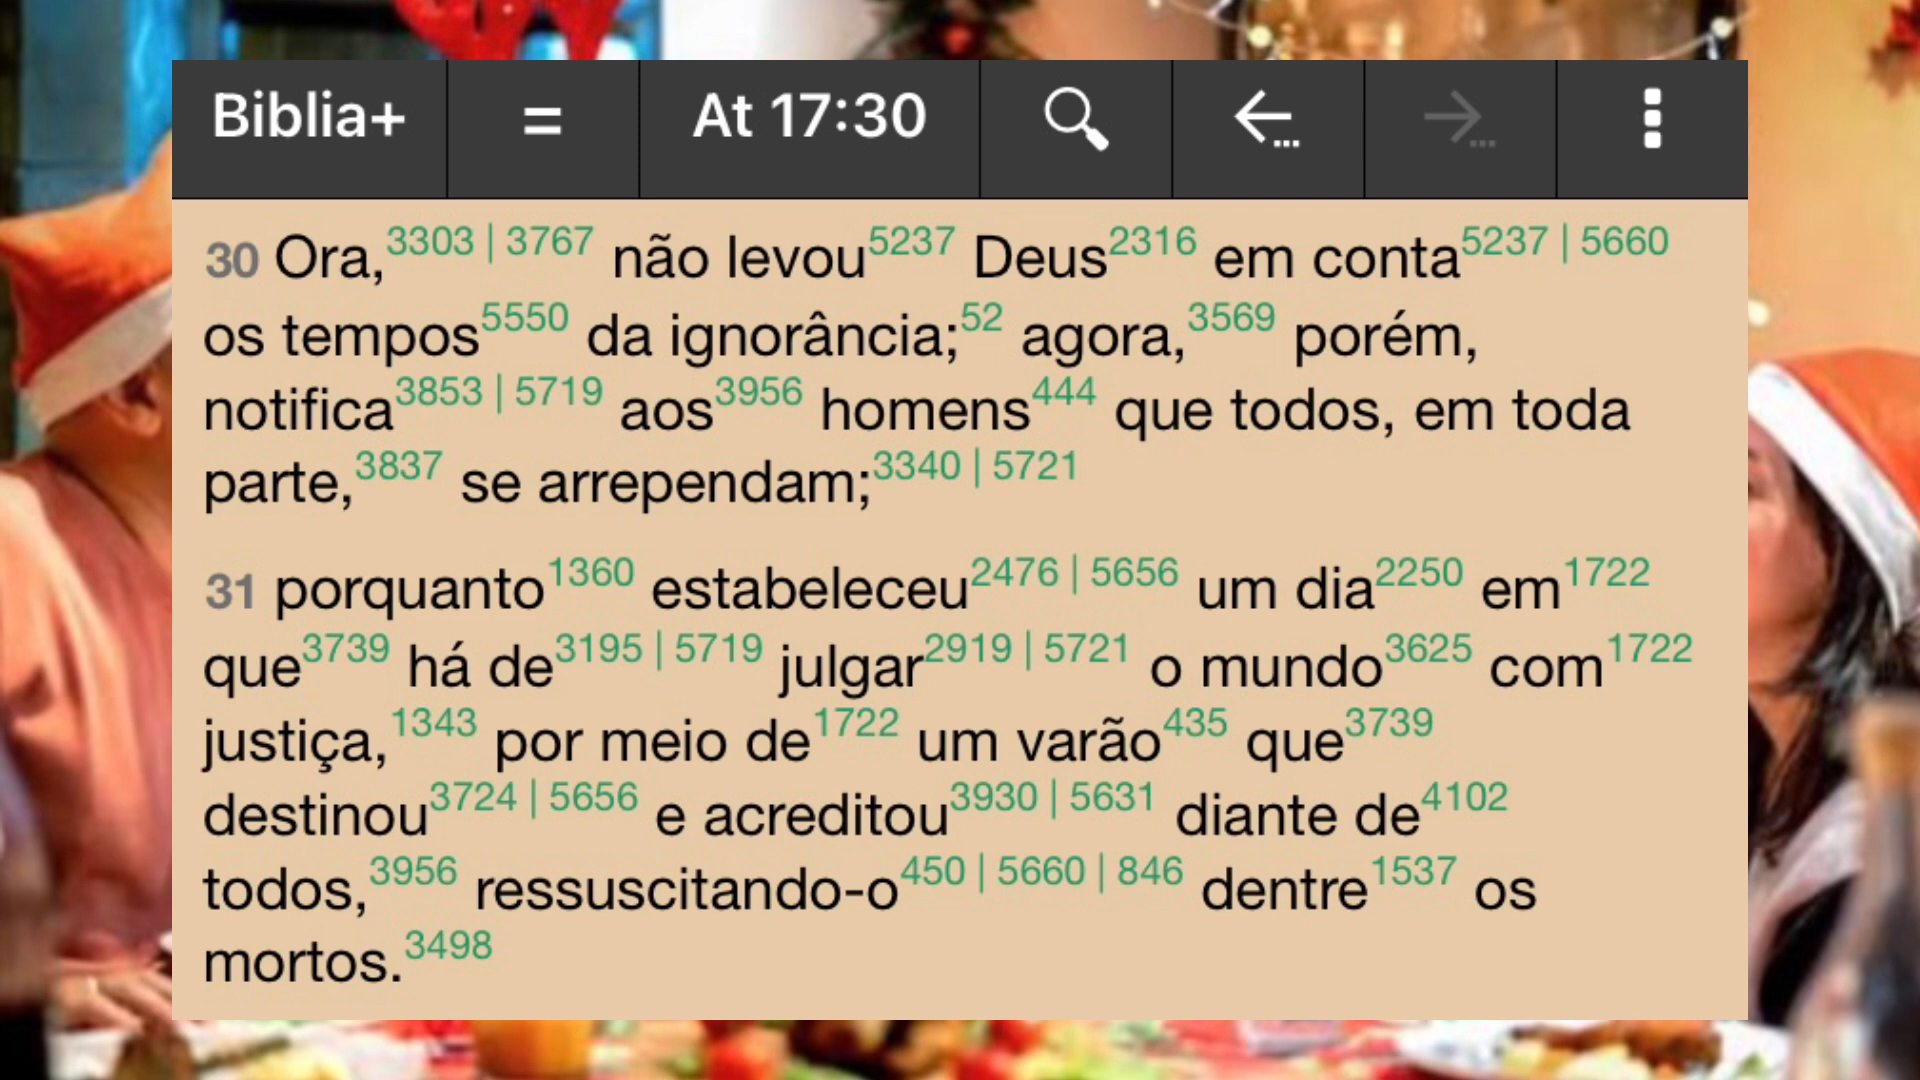 Biblia+ = At 17:30
30 Ora,3303 | 3767 não levou5237 Deus2316 em conta5237 | 5660
os tempos5550 da ignorância;52 agora,3569 porém,
notifica3853 | 5719 aos3956 homens444 que todos, em toda
parte,3837 se arrependam;3340 | 5721
31 porquanto1360 estabeleceu2476 | 5656 um dia2250 em1722
que3739 há de3195 | 5719 julgar2919 | 5721 o mundo3625 com1722
justiça,1343 por meio de1722 um varão435 que3739
destinou3724 | 5656 e acreditou3930 | 5631 diante de4102
todos,3956 ressuscitando-o450 | 5660 | 846 dentre1537 os
mortos.3498